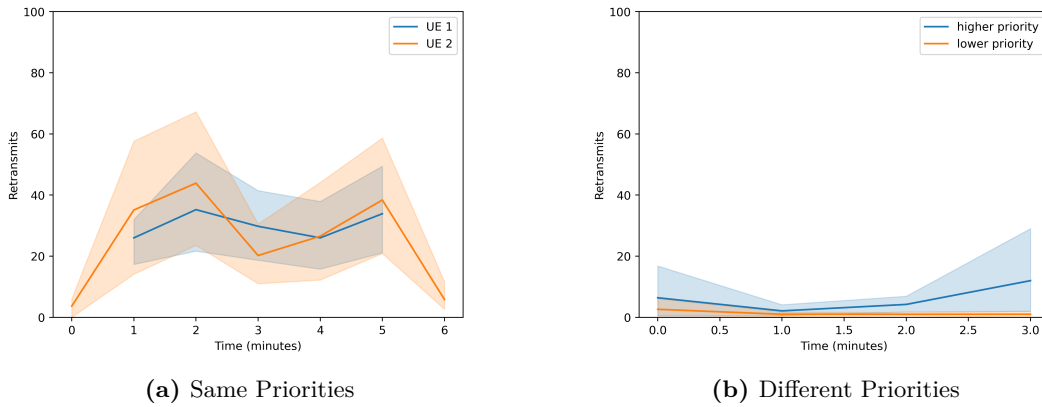 100
80
60
40
20
0
Retransmits
UE 1
UE 2
0 1 2 3 4 5 6
Time (minutes)
(a) Same Priorities
100
80
60
40
20
0
Retransmits
higher priority
lower priority
0.0 0.5 1.0 1.5 2.0 2.5 3.0
Time (minutes)
(b) Different Priorities